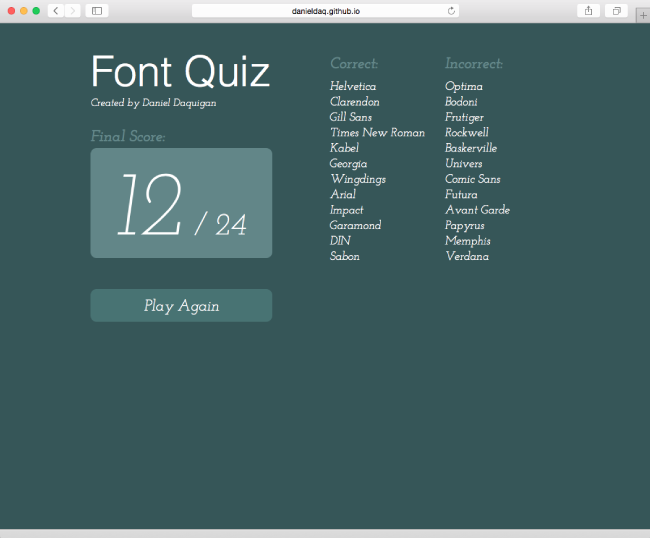 danieldaq.github.io
Font Quiz
Created by Daniel Daquigan
Final Score:
12 / 24
Play Again
Correct:
Helvetica
Clarendon
Gill Sans
Times New Roman
Kabel
Georgia
Wingdings
Arial
Impact
Garamond
DIN
Sabon
Incorrect:
Optima
Bodoni
Frutiger
Rockwell
Baskerville
Univers
Comic Sans
Futura
Avant Garde
Papyrus
Memphis
Verdana